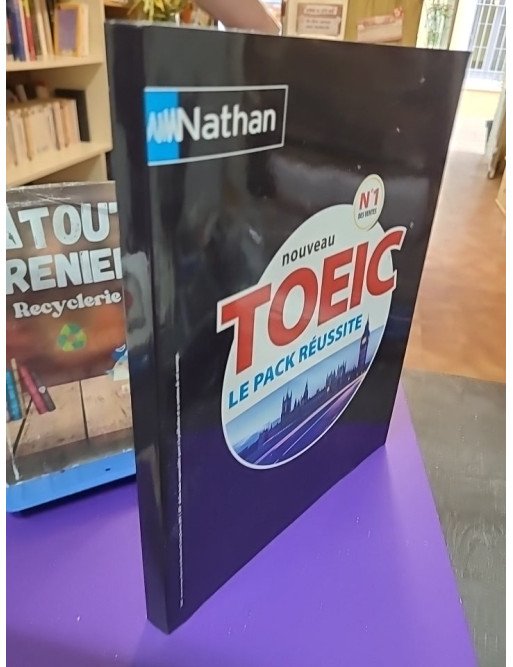 Nathan
N°1
DES VENTES
nouveau
TOEIC
LE PACK RÉUSSITE
ATOUT
RENIER
Recyclerie